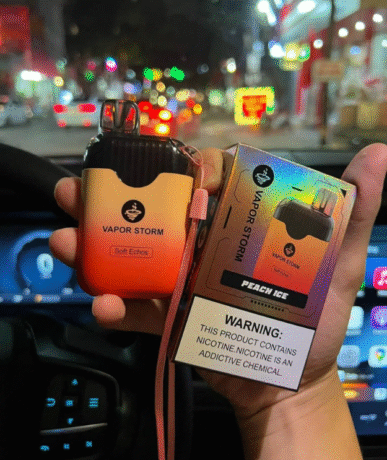 VAPOR STORM
Soft Echos
VAPOR STORM
VAPOR STORM
PEACH ICE
WARNING:
THIS PRODUCT CONTAINS
NICOTINE.NICOTINE IS AN
ADDICTIVE CHEMICAL.